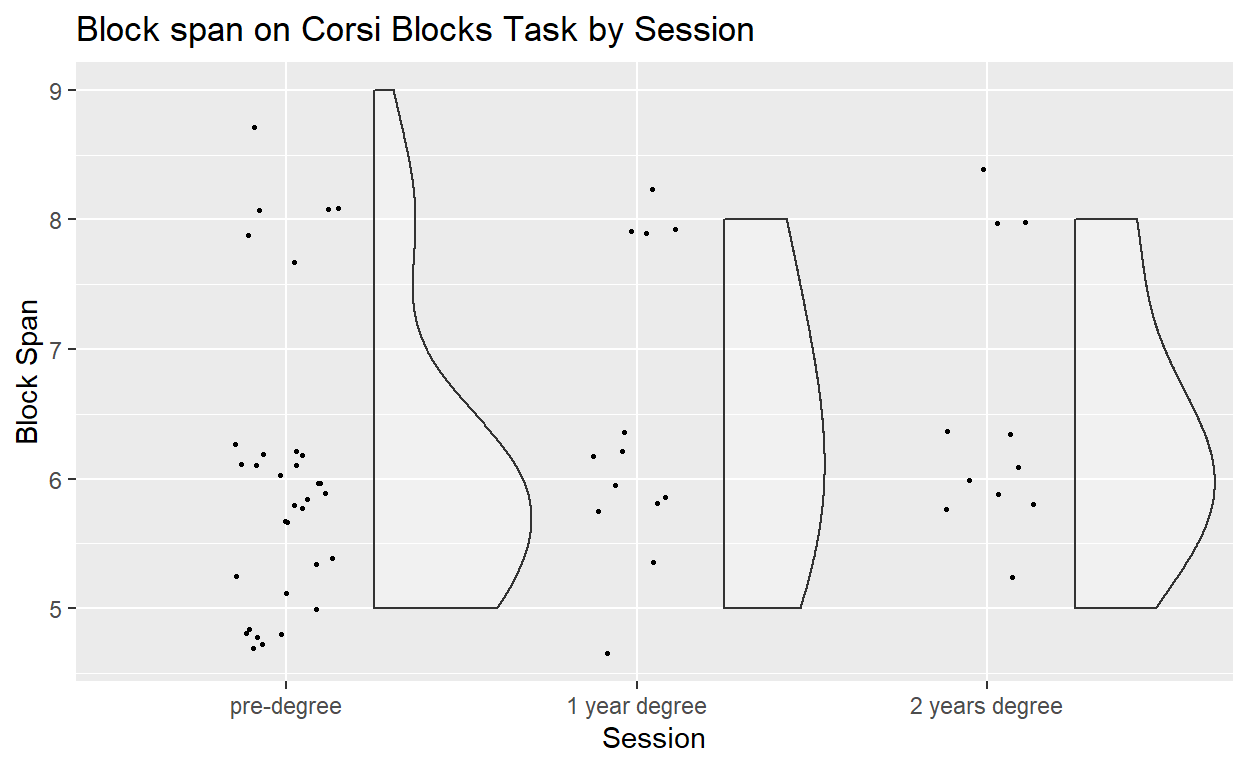 Block span on Corsi Blocks Task by Session
Block Span
9
8
7
6
5
pre-degree
1 year degree
2 years degree
Session